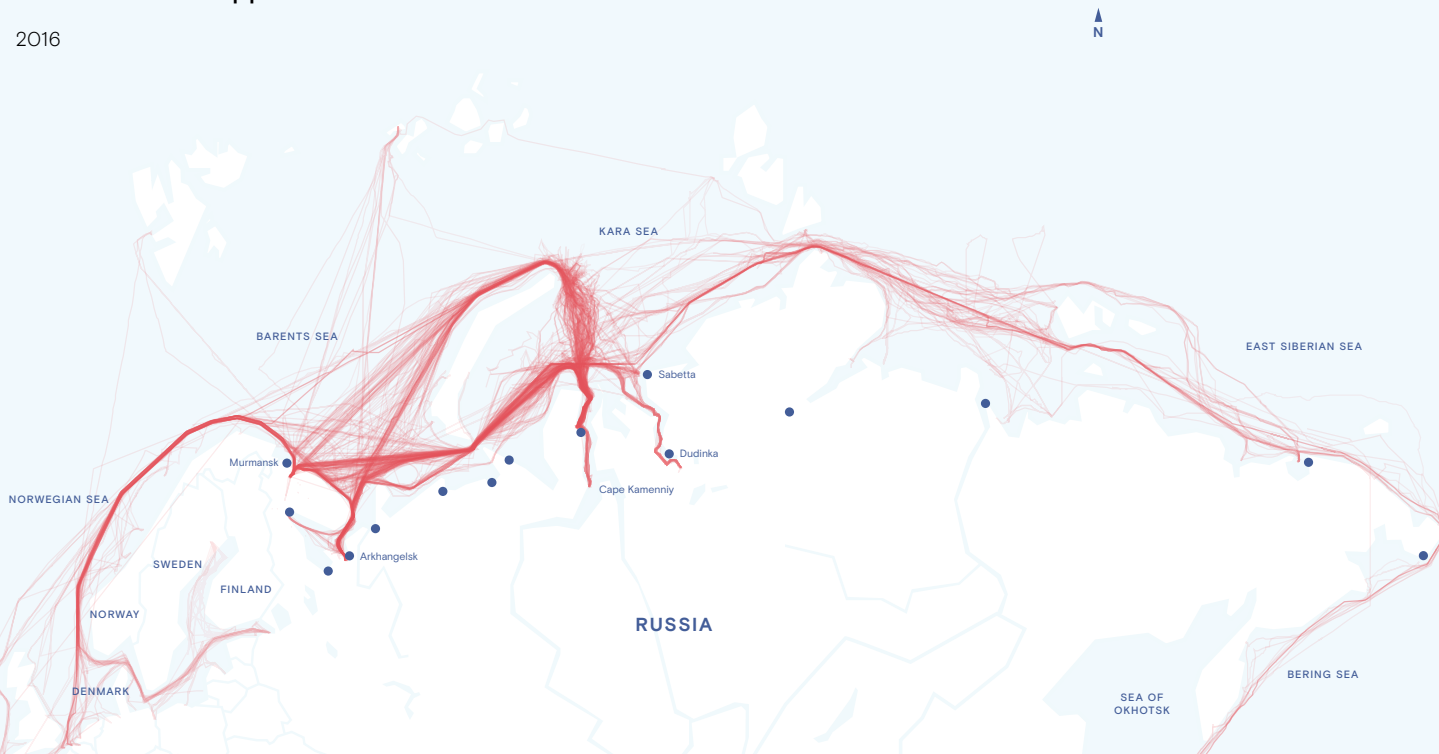 2016
N
KARA SEA
BARENTS SEA
EAST SIBERIAN SEA
Sabetta
Murmansk
Dudinka
Cape Kamenniy
NORWEGIAN SEA
Arkhangelsk
SWEDEN
FINLAND
NORWAY
RUSSIA
BERING SEA
DENMARK
SEA OF
OKHOTSK